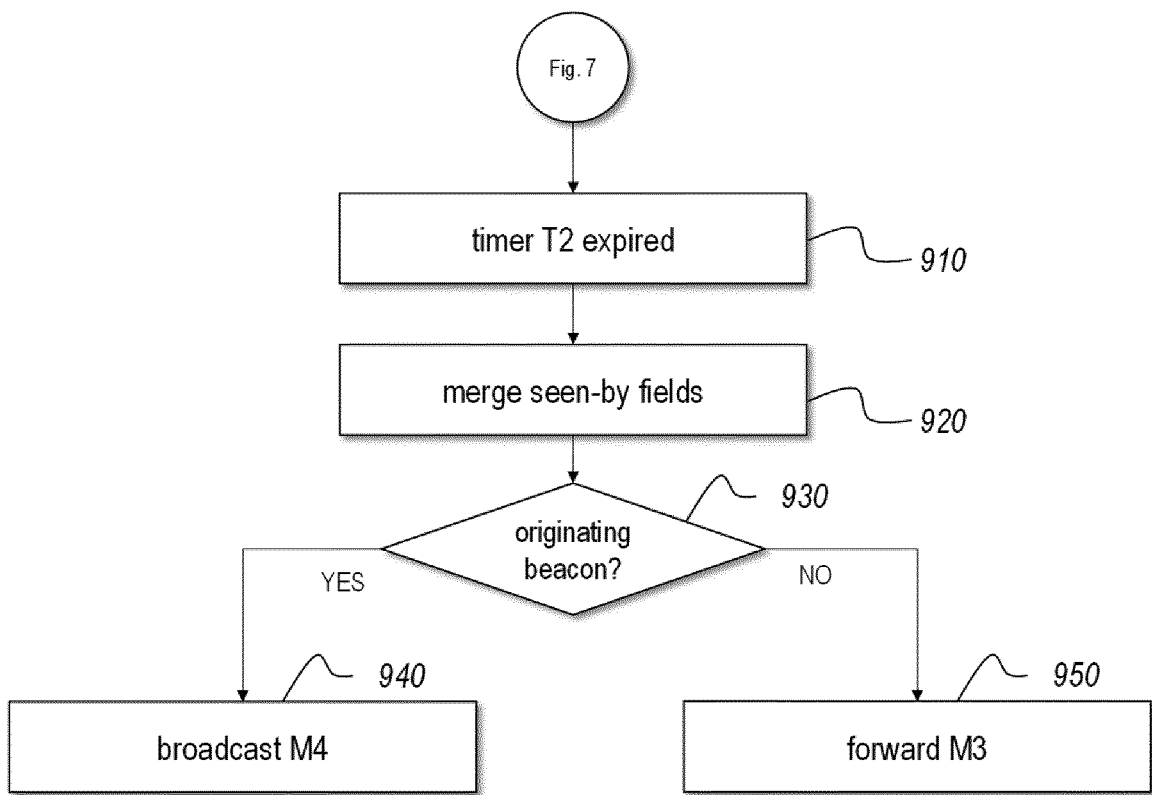 Fig. 7
timer T2 expired
910
merge seen-by fields
920
930
originating
beacon?
YES
NO
940
950
broadcast M4
forward M3